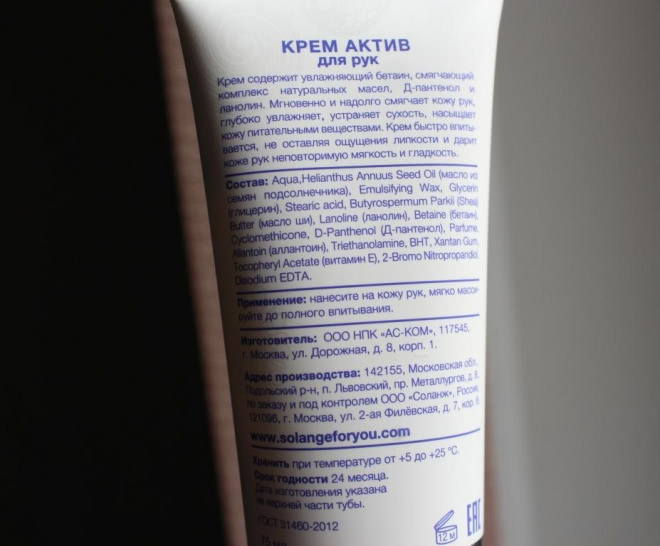 КРЕМ АКТИВ
для рук
Крем содержит увлажняющий бетаин, смягчающий
комплекс натуральных масел, Д-пантенол и
ланолин. Мгновенно и надолго смягчает кожу рук,
глубоко увлажняет, устраняет сухость, насыщает
кожу питательными веществами. Крем быстро впиты-
вается, не оставляя ощущения липкости и дарит
коже рук неповторимую мягкость и гладкость.
Состав: Aqua,Helianthus Annuus Seed Oil (масло из
семян подсолнечника), Emulsifying Wax, Glycerin
(глицерин), Stearic acid, Butyrospermum Parkii (Shea)
Butter (масло ши), Lanoline (ланолин), Betaine (бетаин),
Cyclomethicone, D-Panthenol (Д-пантенол), Parfume,
Allantoin (аллантоин), Triethanolamine, BHT, Xantan Gum,
Tocopheryl Acetate (витамин Е), 2-Bromo Nitropropandiol,
Disodium EDTA.
Применение: нанесите на кожу рук, мягко масси-
руйте до полного впитывания.
Изготовитель: ООО НПК «АС-КОМ», 117545,
г. Москва, ул. Дорожная, д. 8, корп. 1.
Адрес производства: 142155, Московская обл.,
Подольский р-н, п. Львовский, пр. Металлургов, д. 8,
по заказу и под контролем ООО «Соланж», Россия,
121096, г. Москва, ул. 2-ая Филёвская, д. 7, корп. 6
www.solangeforyou.com
Хранить при температуре от +5 до +25 °С.
Срок годности 24 месяца.
Дата изготовления указана
на верхней части тубы.
ГОСТ 31460-2012
12 м
EAC